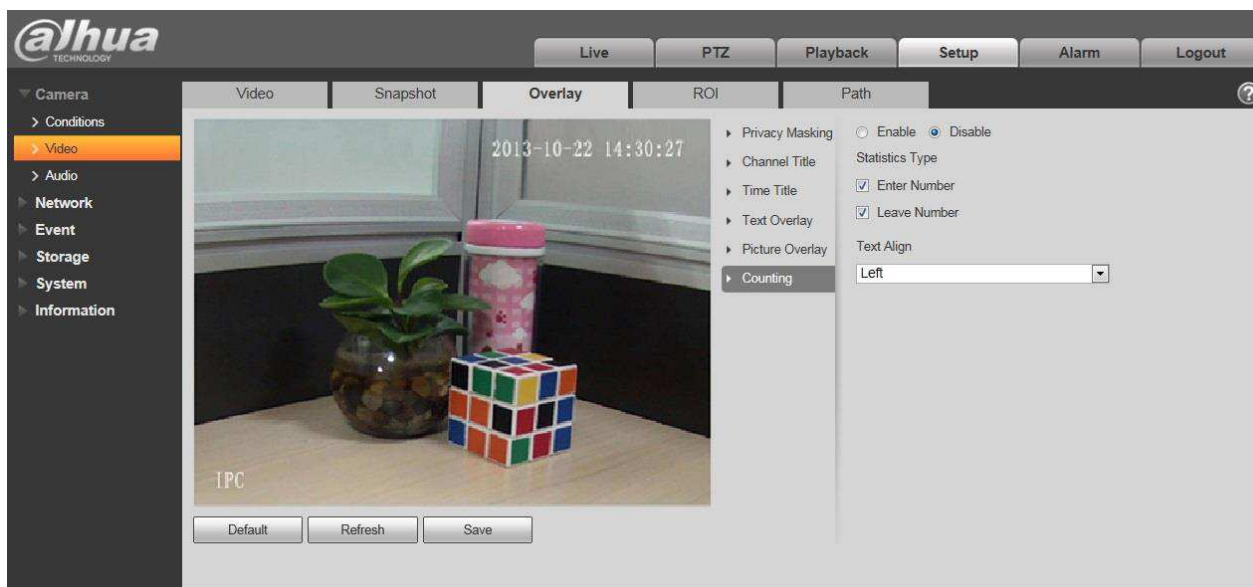 alhua
TECHNOLOGY
Live
PTZ
Playback
Setup
Alarm
Logout
Camera
Conditions
Video
Audio
Network
Event
Storage
System
Information
Video
Snapshot
Overlay
ROI
Path
?
2013-10-22 14:30:27
IPC
Privacy Masking
Channel Title
Time Title
Text Overlay
Picture Overlay
Counting
Enable
Disable
Statistics Type
Enter Number
Leave Number
Text Align
Left
Default
Refresh
Save